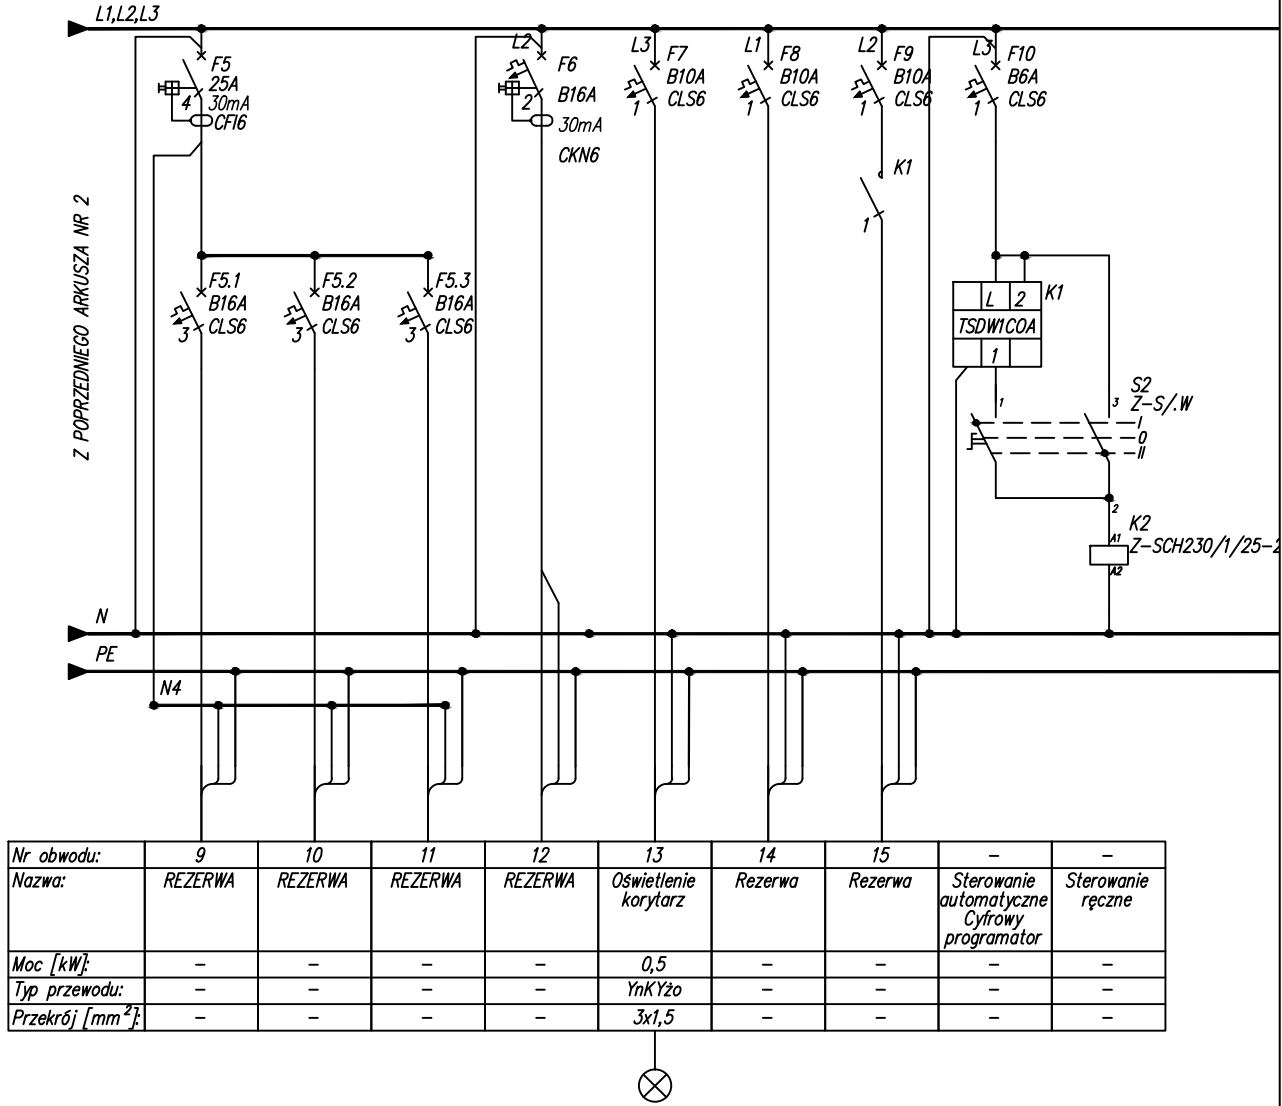 L1,L2,L3
F5
25A
30mA
CFI6
4
L2
F6
B16A
2
30mA
CKN6
L3
F7
B10A
CLS6
1
L1
F8
B10A
CLS6
1
L2
F9
B10A
CLS6
1
L3
F10
B6A
CLS6
1
K1
1
Z POPRZEDNIEGO ARKUSZA NR 2
F5.1
B16A
CLS6
3
F5.2
B16A
CLS6
3
F5.3
B16A
CLS6
3
L 2
K1
TSDW1COA
1
S2
Z-S/.W
1
3
I
0
II
2
K2
A1
Z-SCH230/1/25-2
A2
N
PE
N4
Nr obwodu: 9 10 11 12 13 14 15 - -
Nazwa: REZERWA REZERWA REZERWA REZERWA Oświetlenie Rezerwa Rezerwa Sterowanie Sterowanie
korytarz automatyczne ręczne
Cyfrowy
programator
Moc [kW]: - - - - 0,5 - - - -
Typ przewodu: - - - - YnKYżo - - - -
Przekrój [mm²]: - - - - 3x1,5 - - - -